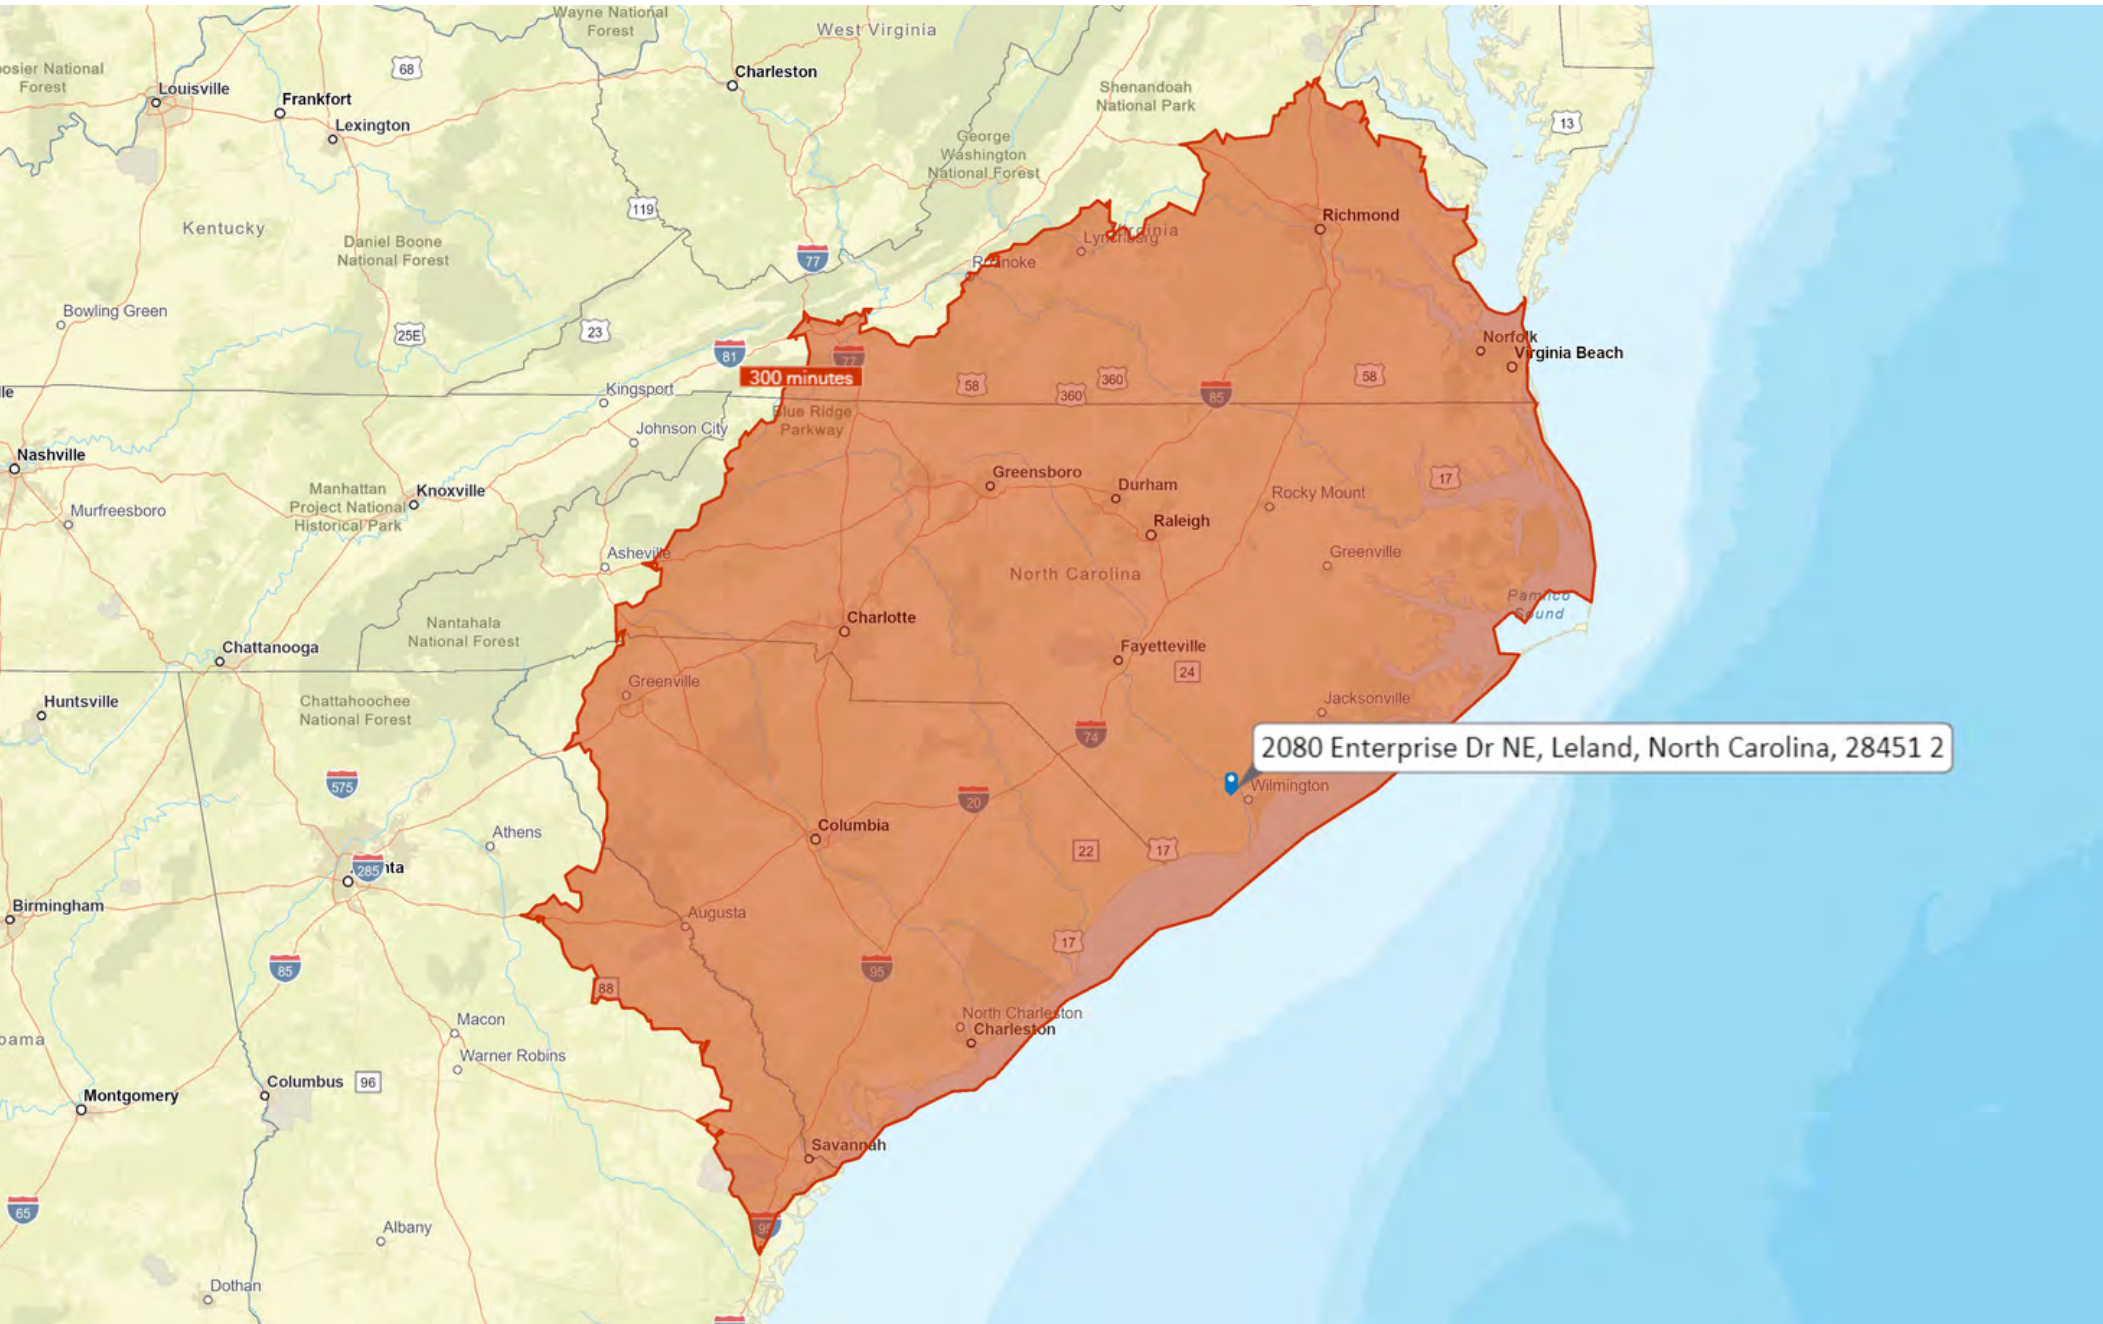 Wayne National
Forest
West Virginia
osier National
Forest
68
Charleston
Louisville
Frankfort
Lexington
Shenandoah
National Park
13
George
Washington
National Forest
119
Kentucky
Daniel Boone
National Forest
Richmond
Lynchburg
Roanoke
77
Bowling Green
25E
23
81
77
300 minutes
Norfolk
Virginia Beach
58
360
360
85
58
lle
Kingsport
Blue Ridge
Parkway
Johnson City
Nashville
Knoxville
Manhattan
Project National
Historical Park
Murfreesboro
Greensboro
Durham
Raleigh
Rocky Mount
17
Asheville
Greenville
North Carolina
Pamlico
Sound
Nantahala
National Forest
Charlotte
Chattanooga
Fayetteville
24
Greenville
Huntsville
Chattahoochee
National Forest
Jacksonville
74
2080 Enterprise Dr NE, Leland, North Carolina, 28451 2
Wilmington
575
20
Athens
Columbia
22
17
285
nta
Birmingham
Augusta
17
85
95
88
Macon
North Charleston
Charleston
bama
Warner Robins
Columbus
96
Montgomery
Savannah
65
95
Albany
Dothan